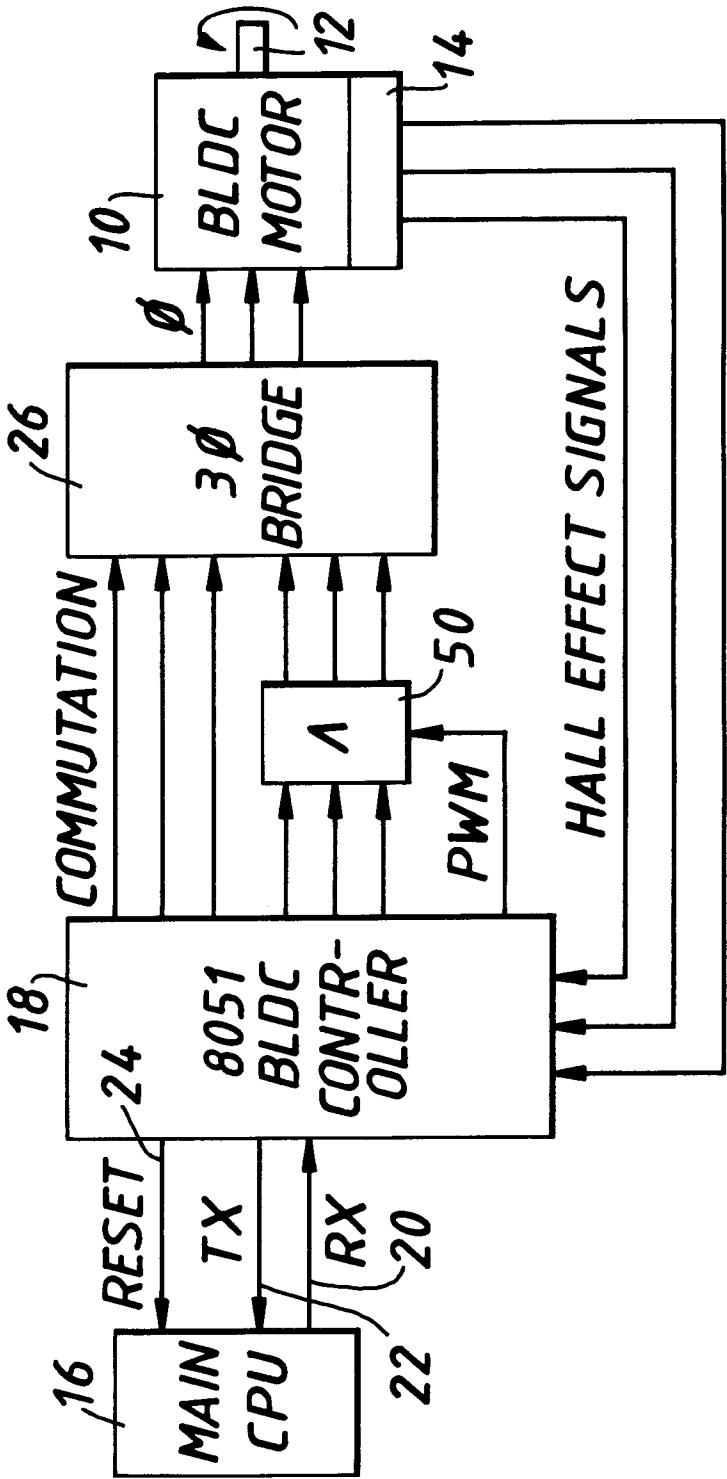 16
MAIN
CPU
RESET
24
TX
22
RX
20
18
8051
BLDC
CONTR-
OLLER
COMMUTATION
Λ
50
PWM
26
3Ø
BRIDGE
Ø
10
BLDC
MOTOR
12
14
HALL EFFECT SIGNALS